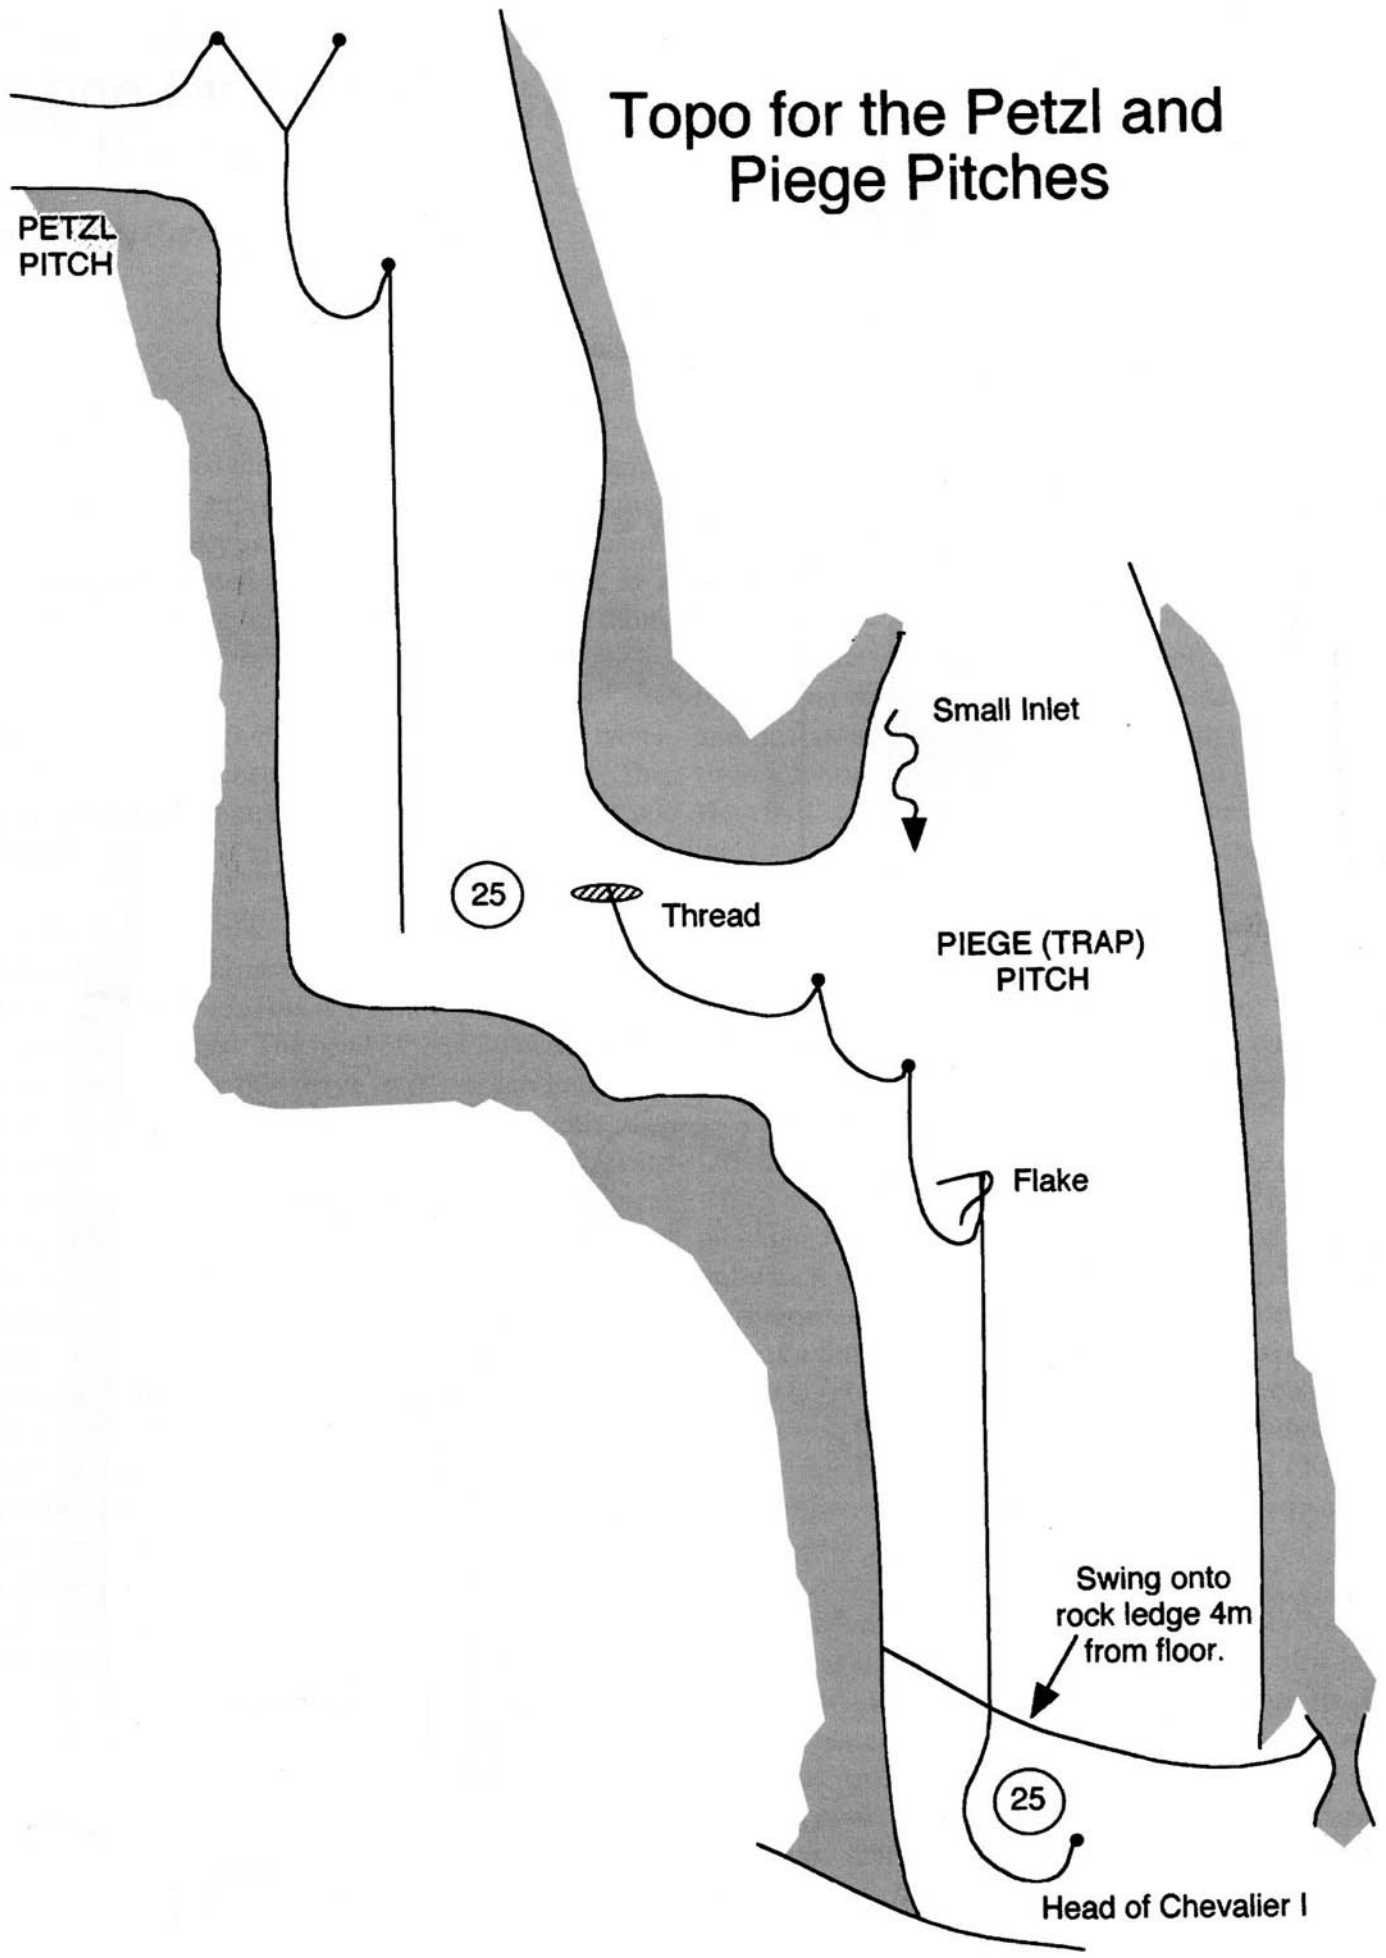 Topo for the Petzl and
Piege Pitches
PETZL
PITCH
Small Inlet
25
Thread
PIEGE (TRAP)
PITCH
Flake
Swing onto
rock ledge 4m
from floor.
25
Head of Chevalier I